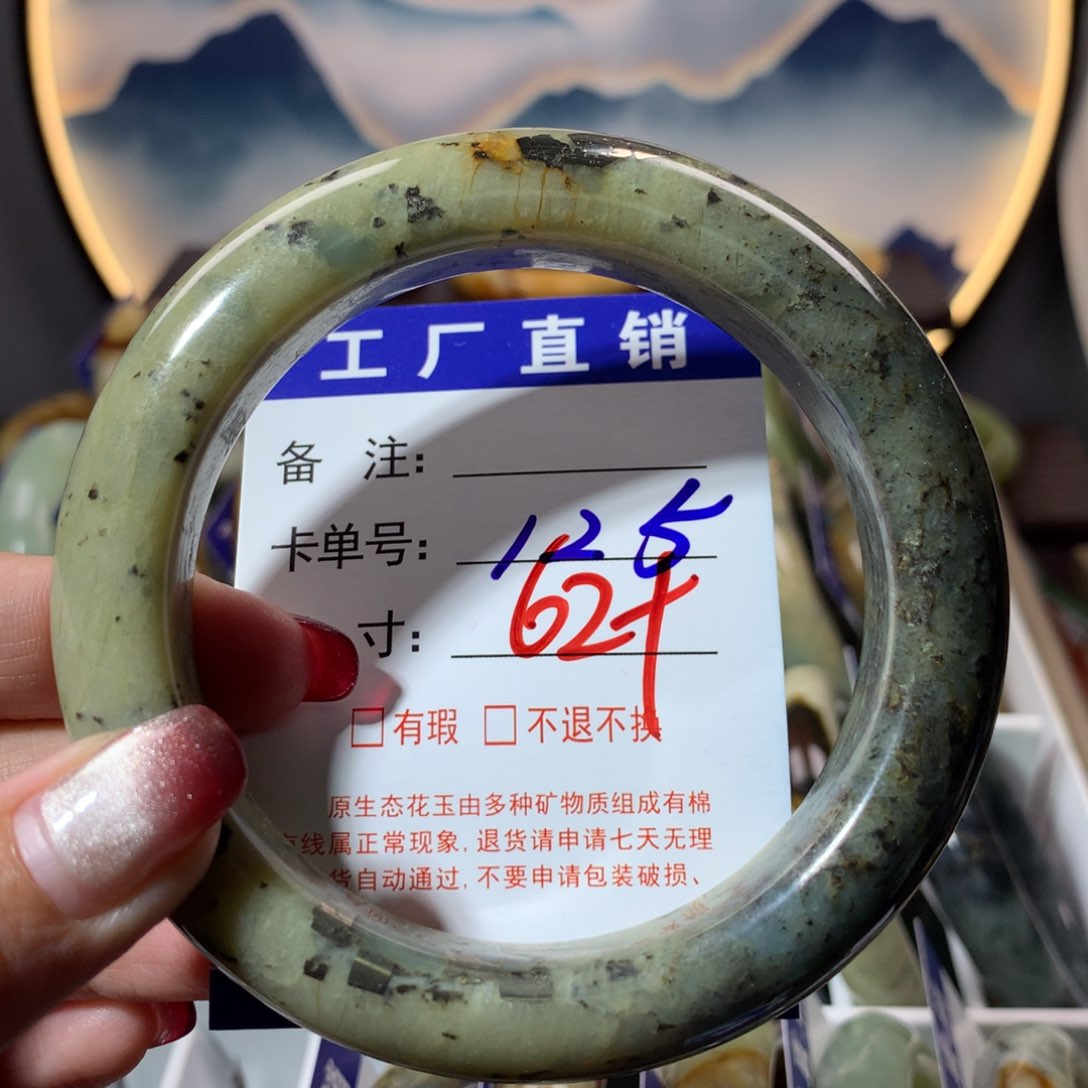 工厂直销
备 注:
卡单号: 125
寸: 62
□有瑕 □不退不换
原生态花玉由多种矿物质组成有棉
线属正常现象,退货请申请七天无理
货自动通过,不要申请包装破损、